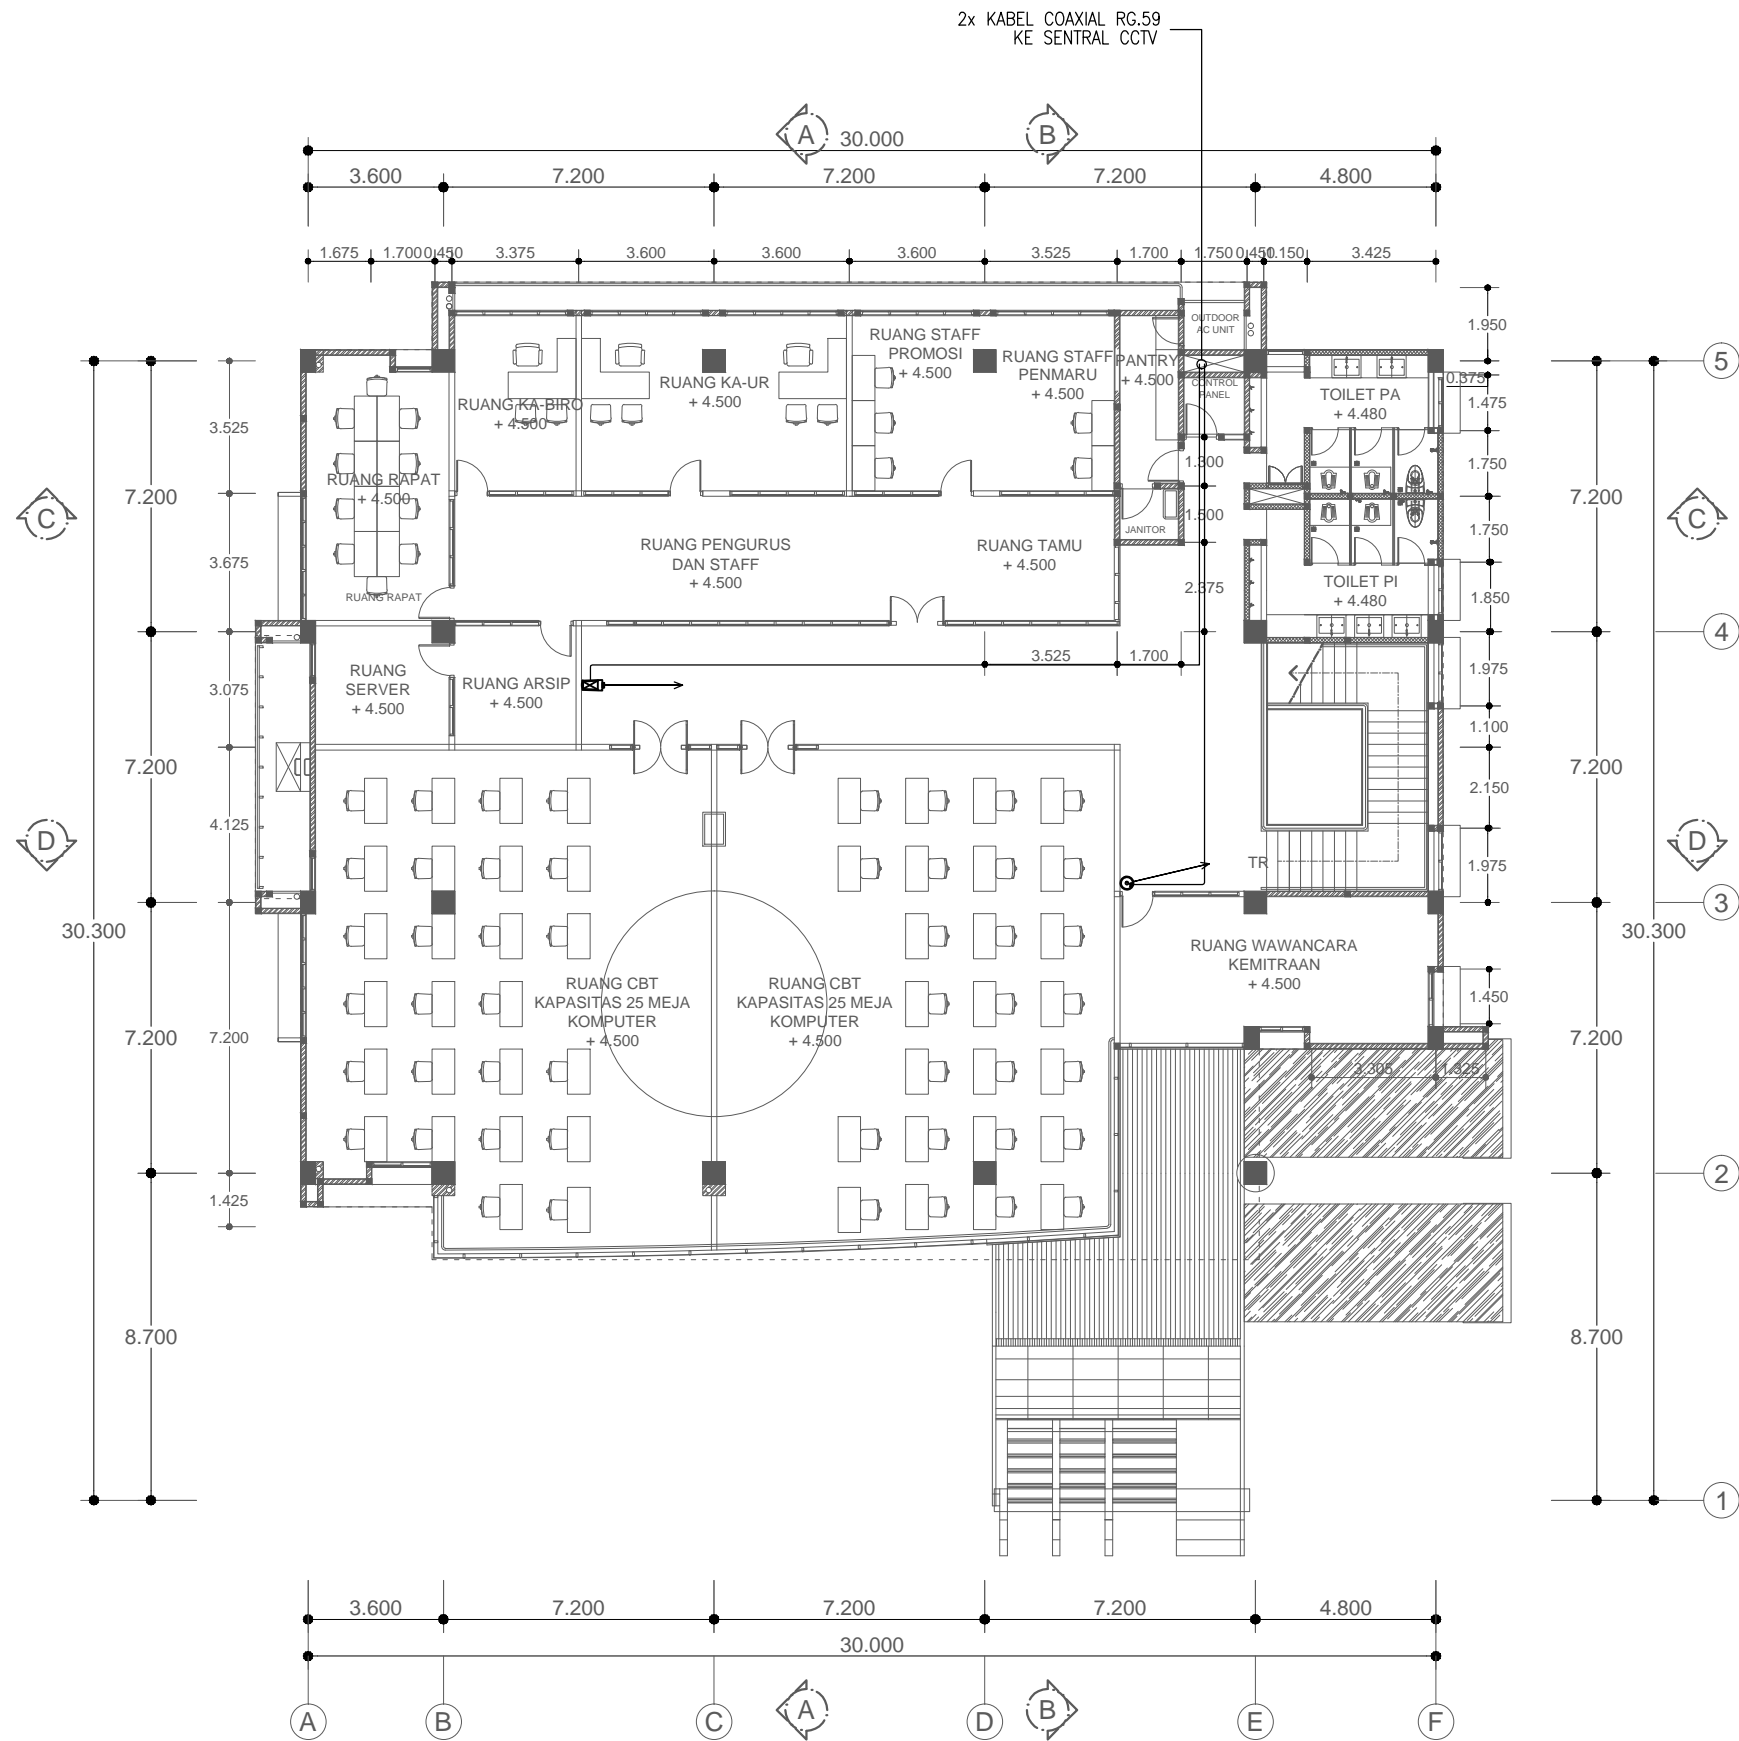 2x KABEL COAXIAL RG.59
KE SENTRAL CCTV
A
B
30.000
3.600
7.200
7.200
7.200
4.800
1.675
1.700
0.450
3.375
3.600
3.600
3.600
3.525
1.700
1.750
0.450
1.150
3.425
OUTDOOR
AC UNIT
1.950
RUANG STAFF
PROMOSI
+ 4.500
RUANG STAFF
PENMARU
+ 4.500
PANTRY
+ 4.500
CONTROL
PANEL
RUANG KA-UR
+ 4.500
RUANG KA-BIRO
+ 4.500
TOILET PA
+ 4.480
0.375
1.475
5
3.525
7.200
RUANG RAPAT
+ 4.500
1.300
1.750
7.200
C
C
1.500
JANITOR
1.750
RUANG PENGURUS
DAN STAFF
+ 4.500
RUANG TAMU
+ 4.500
3.675
RUANG RAPAT
2.375
TOILET PI
+ 4.480
1.850
4
3.525
1.700
RUANG
SERVER
+ 4.500
RUANG ARSIP
+ 4.500
3.075
1.975
1.100
7.200
7.200
2.150
4.125
D
D
TR
1.975
3
30.300
30.300
RUANG WAWANCARA
KEMITRAAN
+ 4.500
RUANG CBT
KAPASITAS 25 MEJA
KOMPUTER
+ 4.500
RUANG CBT
KAPASITAS 25 MEJA
KOMPUTER
+ 4.500
1.450
7.200
7.200
7.200
3.305
1.325
2
1.425
8.700
8.700
1
3.600
7.200
7.200
7.200
4.800
30.000
A
B
C
D
E
F
A
B